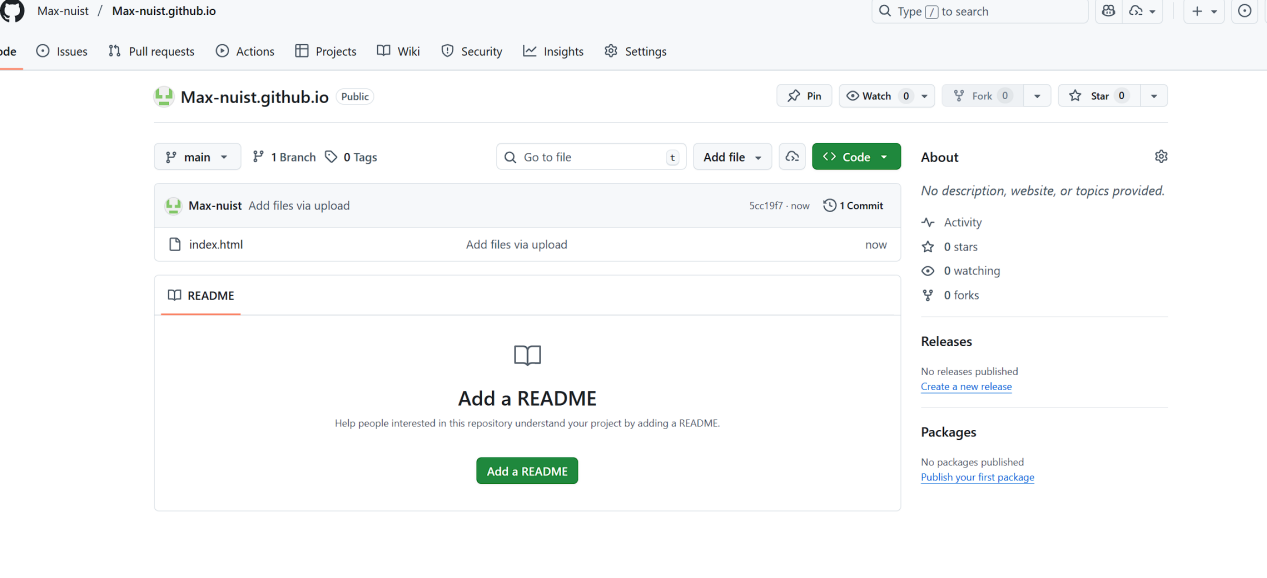 Max-nuist / Max-nuist.github.io
Type / to search
ode Issues Pull requests Actions Projects Wiki Security Insights Settings
Max-nuist.github.io Public
Pin Watch 0 Fork 0 Star 0
main 1 Branch 0 Tags Go to file t Add file Code
Max-nuist Add files via upload 5cc19f7 · now 1 Commit
index.html Add files via upload now
README
Add a README
Help people interested in this repository understand your project by adding a README.
Add a README
About
No description, website, or topics provided.
Activity
0 stars
0 watching
0 forks
Releases
No releases published
Create a new release
Packages
No packages published
Publish your first package